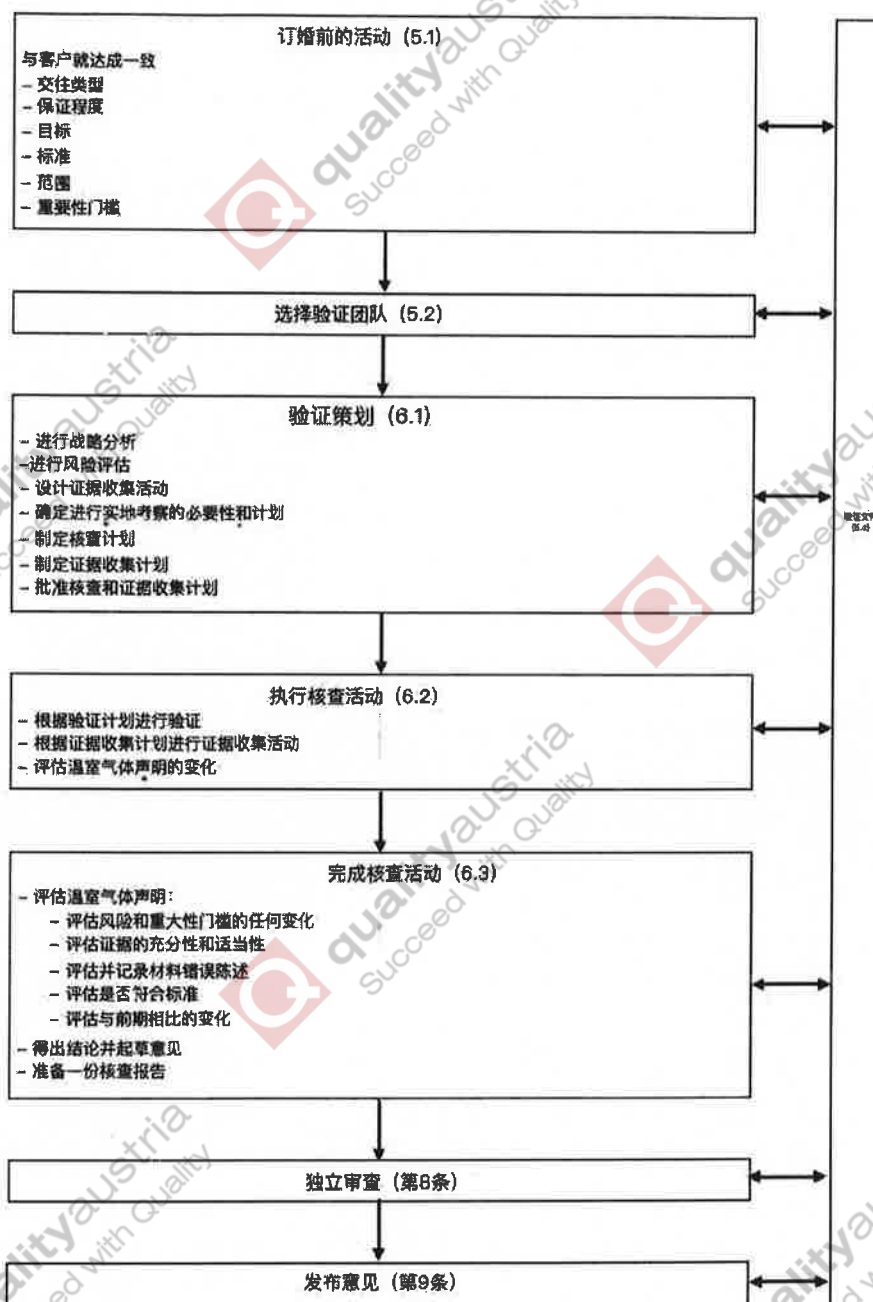 订婚前的活动（5.1）
与客户就达成一致
– 交往类型
– 保证程度
– 目标
– 标准
– 范围
– 重要性门槛
选择验证团队（5.2）
验证策划（6.1）
– 进行战略分析
–进行风险评估
– 设计证据收集活动
– 确定进行实地考察的必要性和计划
– 制定核查计划
– 制定证据收集计划
– 批准核查和证据收集计划
执行核查活动（6.2）
– 根据验证计划进行验证
– 根据证据收集计划进行证据收集活动
– 评估温室气体声明的变化
完成核查活动（6.3）
– 评估温室气体声明：
– 评估风险和重大性门槛的任何变化
– 评估证据的充分性和适当性
– 评估并记录材料错误陈述
– 评估是否符合标准
– 评估与前期相比的变化
– 得出结论并起草意见
– 准备一份核查报告
独立审查（第8条）
发布意见（第9条）
qualityaustria
Succeed with Quality
qualityaustria
Succeed with Quality